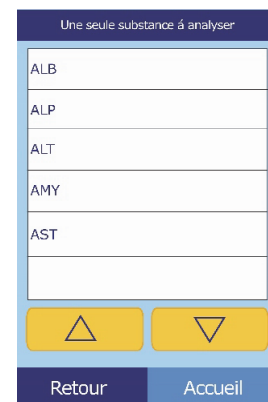 Une seule substance á analyser
ALB
ALP
ALT
AMY
AST
Retour
Accueil